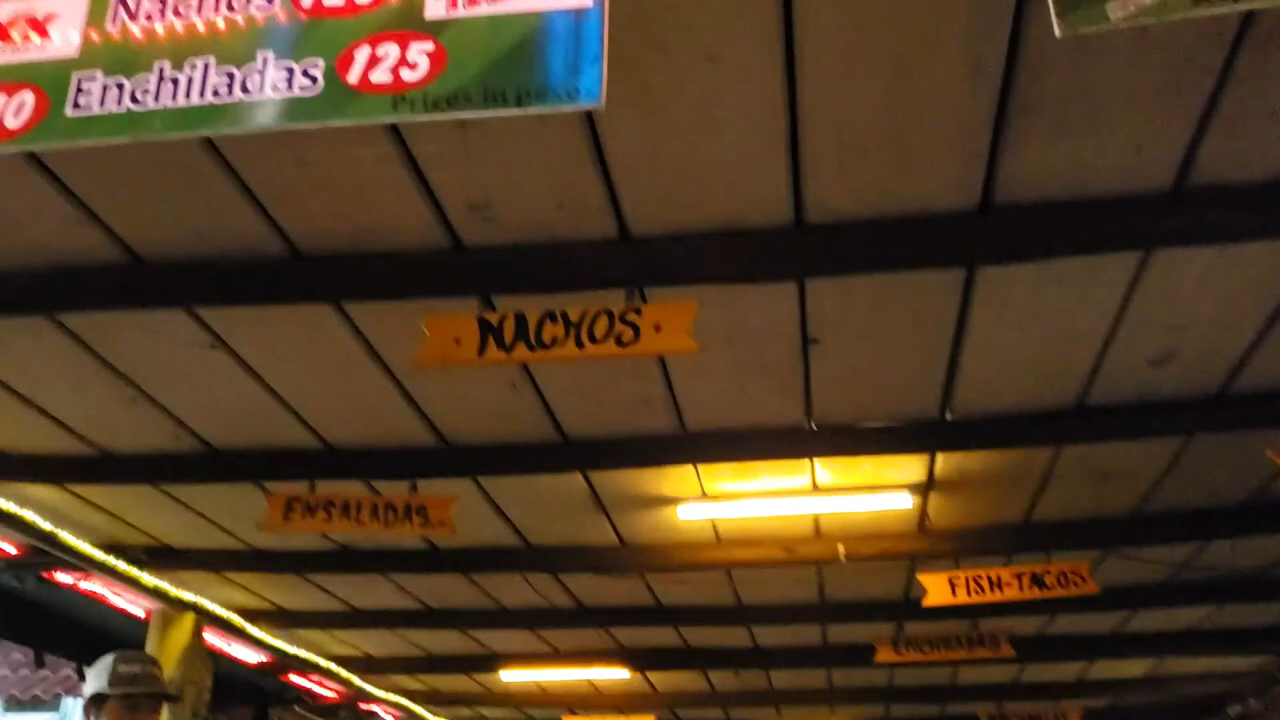 Nachos
Enchiladas 125
Prices in peso
NACHOS
ENSALADAS
FISH-TACOS
ENCHILADAS